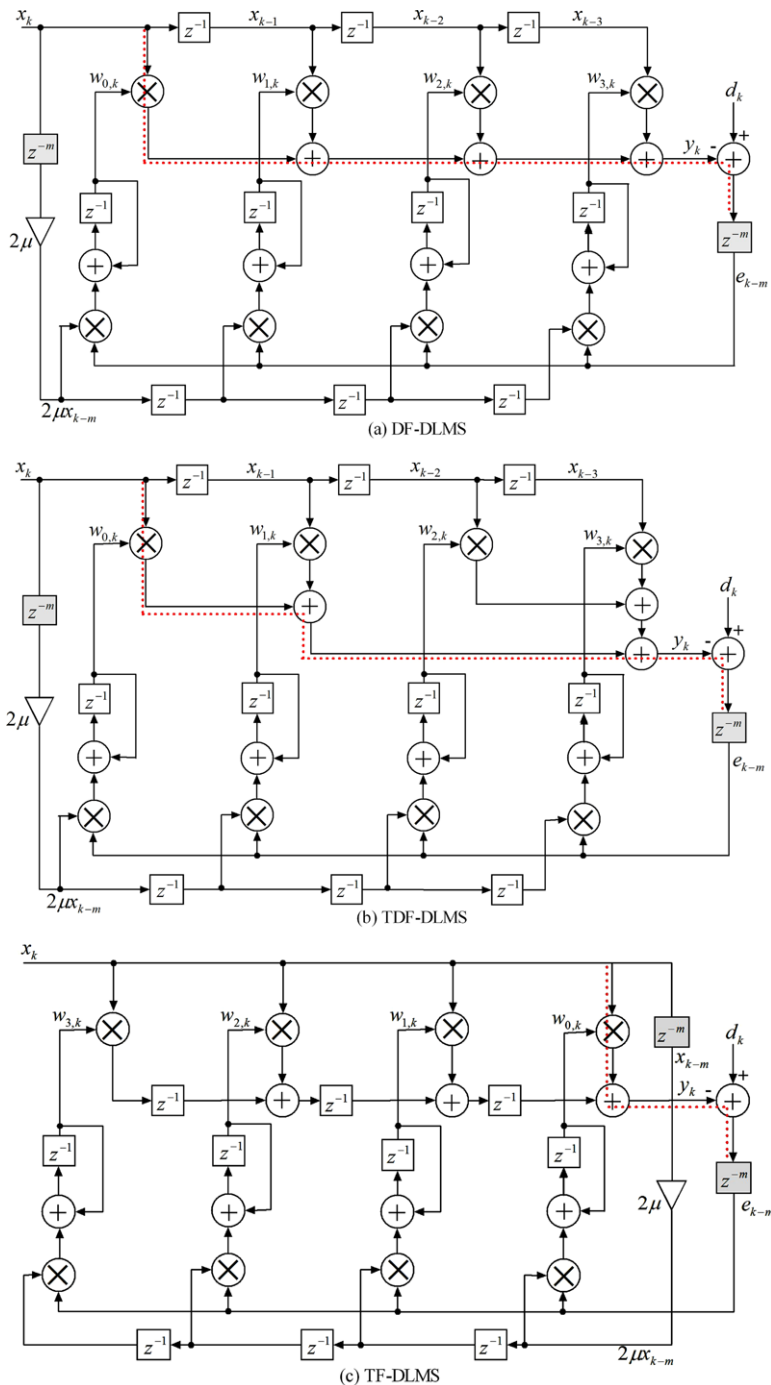 x_k z^{-1} x_{k-1} z^{-1} x_{k-2} z^{-1} x_{k-3}
w_{0,k} w_{1,k} w_{2,k} w_{3,k} d_k
z^{-m} y_k - +
2μ z^{-1} z^{-1} z^{-1} z^{-1} z^{-m}
e_{k-m}
2μx_{k-m} z^{-1} z^{-1} z^{-1}
(a) DF-DLMS
x_k z^{-1} x_{k-1} z^{-1} x_{k-2} z^{-1} x_{k-3}
w_{0,k} w_{1,k} w_{2,k} w_{3,k}
z^{-m} d_k
y_k - +
2μ z^{-1} z^{-1} z^{-1} z^{-1} z^{-m}
e_{k-m}
2μx_{k-m} z^{-1} z^{-1} z^{-1}
(b) TDF-DLMS
x_k
w_{3,k} w_{2,k} w_{1,k} w_{0,k} z^{-m} d_k
x_{k-m}
z^{-1} z^{-1} z^{-1} y_k - +
z^{-1} z^{-1} z^{-1} z^{-1} 2μ z^{-m}
e_{k-m}
z^{-1} z^{-1} z^{-1} 2μx_{k-m}
(c) TF-DLMS